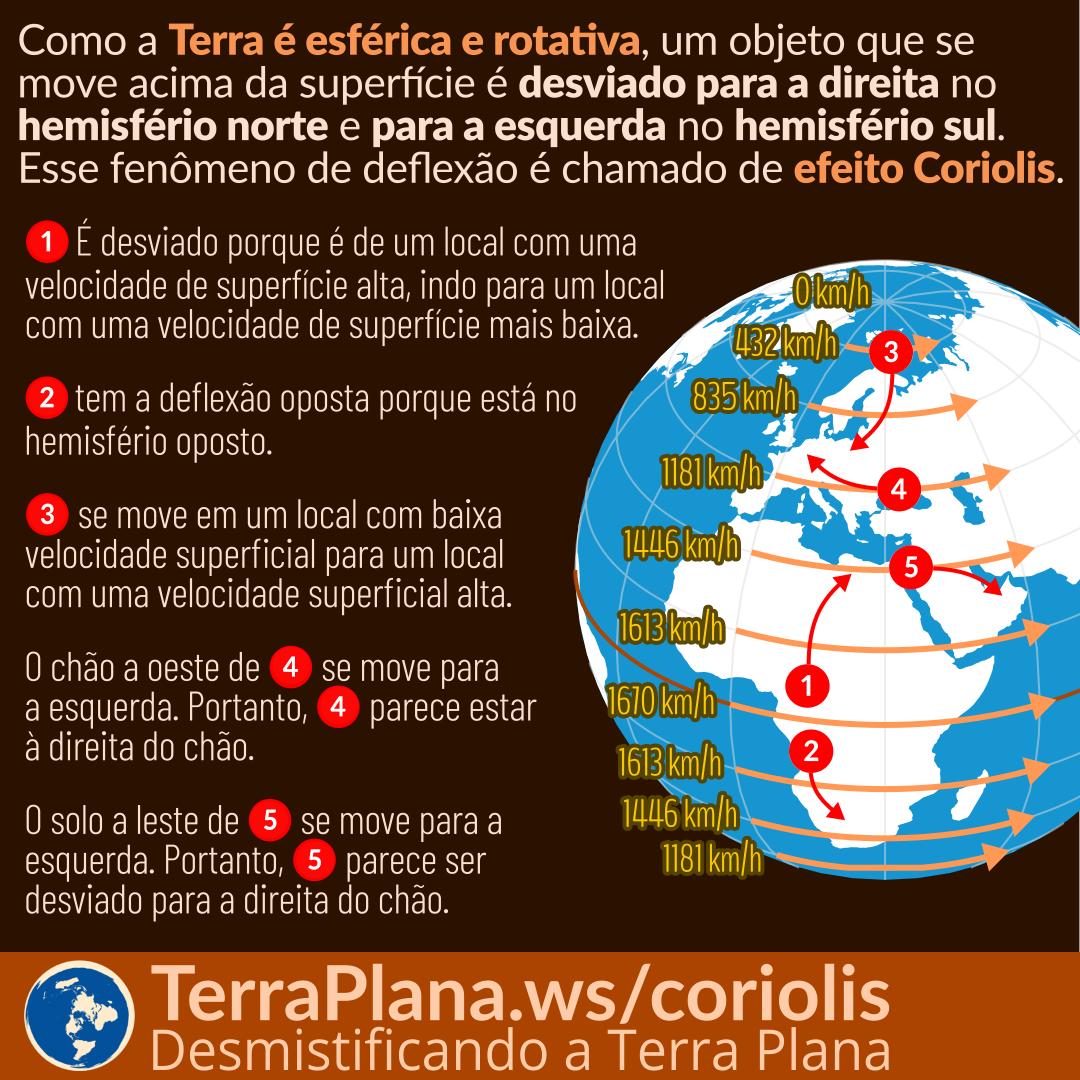 Como a Terra é esférica e rotativa, um objeto que se
move acima da superfície é desviado para a direita no
hemisfério norte e para a esquerda no hemisfério sul.
Esse fenômeno de deflexão é chamado de efeito Coriolis.
1 É desviado porque é de um local com uma
velocidade de superfície alta, indo para um local
com uma velocidade de superfície mais baixa.
2 tem a deflexão oposta porque está no
hemisfério oposto.
3 se move em um local com baixa
velocidade superficial para um local
com uma velocidade superficial alta.
O chão a oeste de 4 se move para
a esquerda. Portanto, 4 parece estar
à direita do chão.
O solo a leste de 5 se move para a
esquerda. Portanto, 5 parece ser
desviado para a direita do chão.
0 km/h
432 km/h
3
835 km/h
1181 km/h
4
1446 km/h
5
1613 km/h
1
1670 km/h
2
1613 km/h
1446 km/h
1181 km/h
TerraPlana.ws/coriolis
Desmistificando a Terra Plana